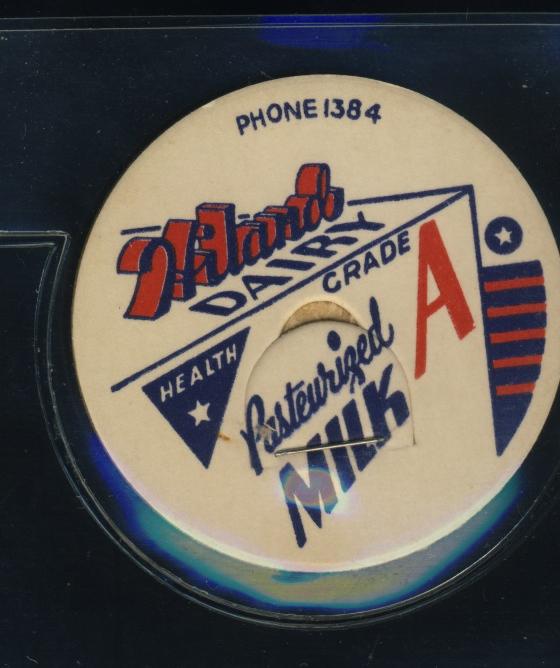 PHONE 1384
Hiland
DAIRY
GRADE
A
HEALTH
Pasteurized
MILK